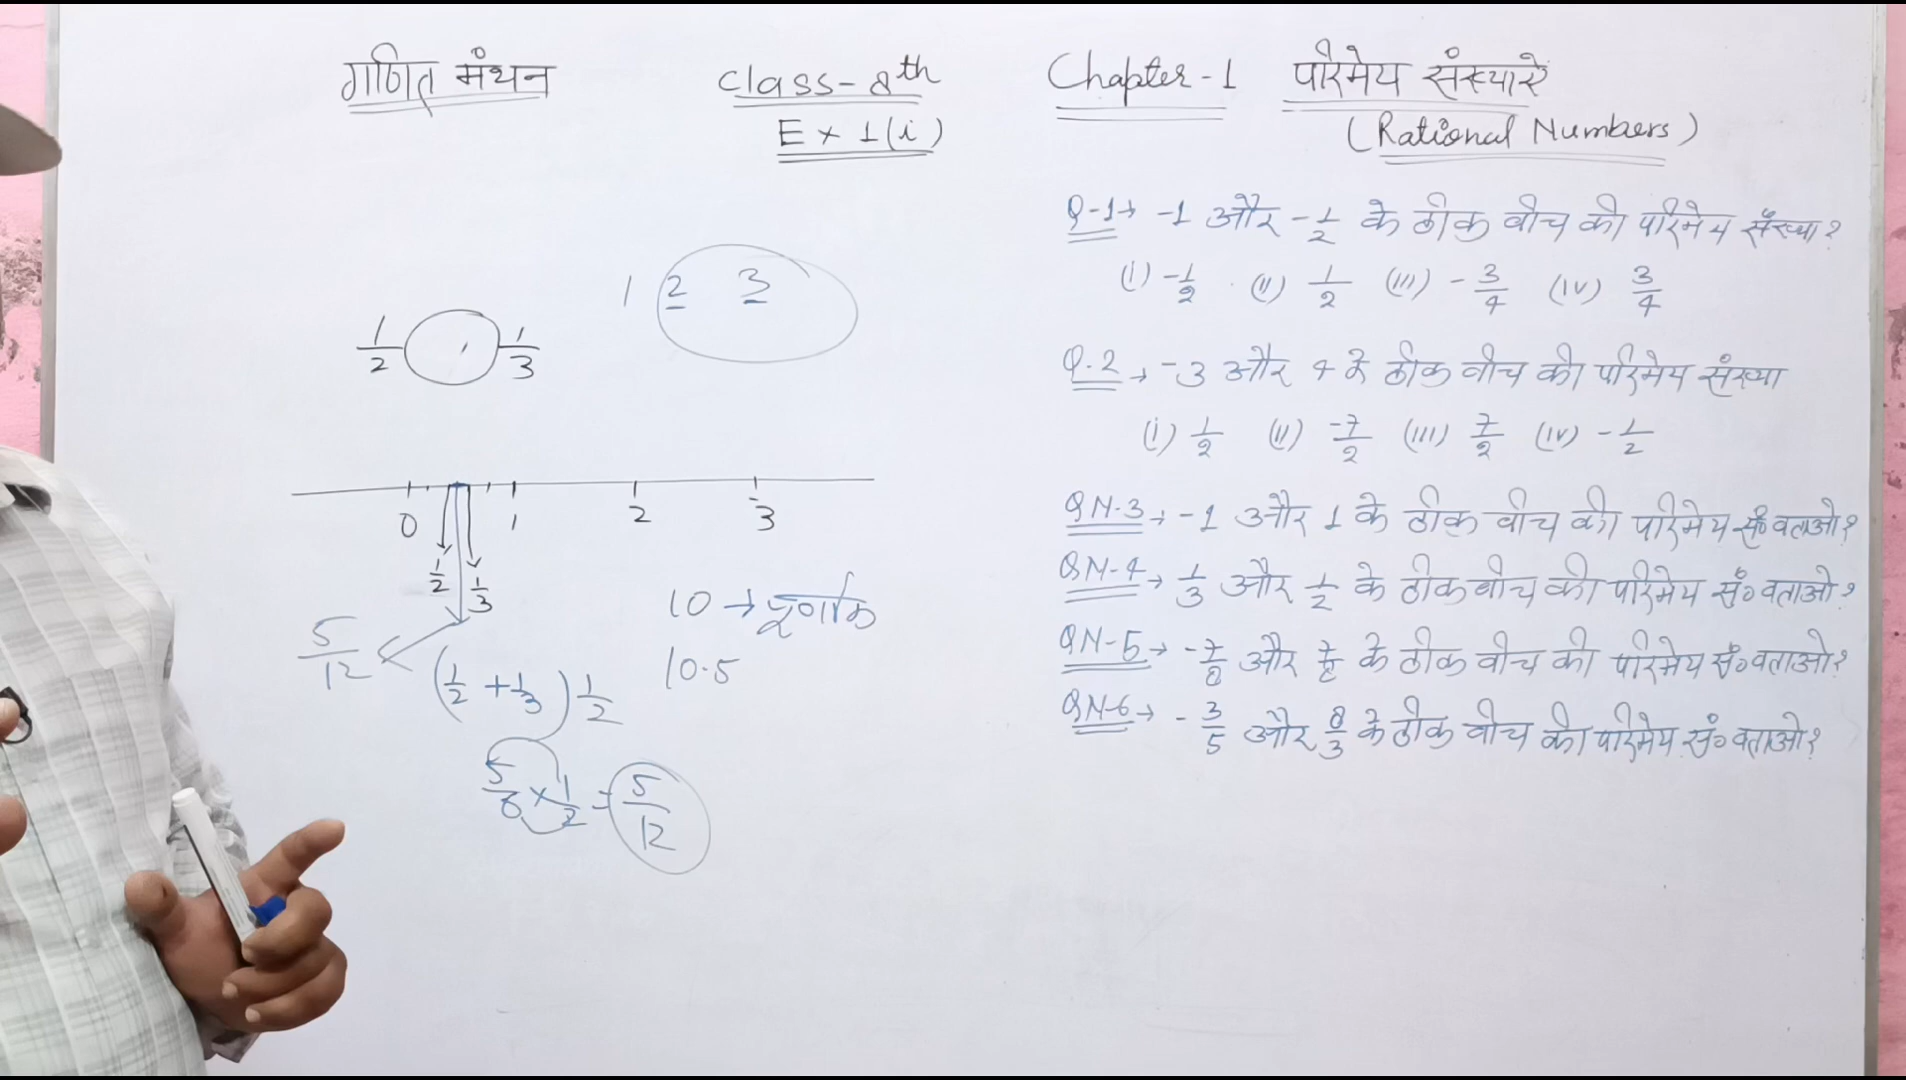 गणित मंथन
Class-8th
Ex 1(i)
Chapter-1 परिमेय संख्याये
(Rational Numbers)
1 2 3
1/2 1/3
0 1 2 3
1/2 1/3
5/12
(1/2 + 1/3) 1/2
5/6 × 1/2 = 5/12
10 → पूर्णांक
10.5
Q-1→ -1 और -1/2 के ठीक बीच की परिमेय संख्या?
(i) -1/2 (ii) 1/2 (iii) -3/4 (iv) 3/4
Q.2→ -3 और 4 के ठीक बीच की परिमेय संख्या
(i) 1/2 (ii) -7/2 (iii) 7/2 (iv) -1/2
QN-3→ -1 और 1 के ठीक बीच की परिमेय सं० बताओ?
QN-4→ 1/3 और 1/2 के ठीक बीच की परिमेय सं० बताओ?
QN-5→ -7/8 और 7/8 के ठीक बीच की परिमेय सं० बताओ?
QN-6→ -3/5 और 8/3 के ठीक बीच की परिमेय सं० बताओ?